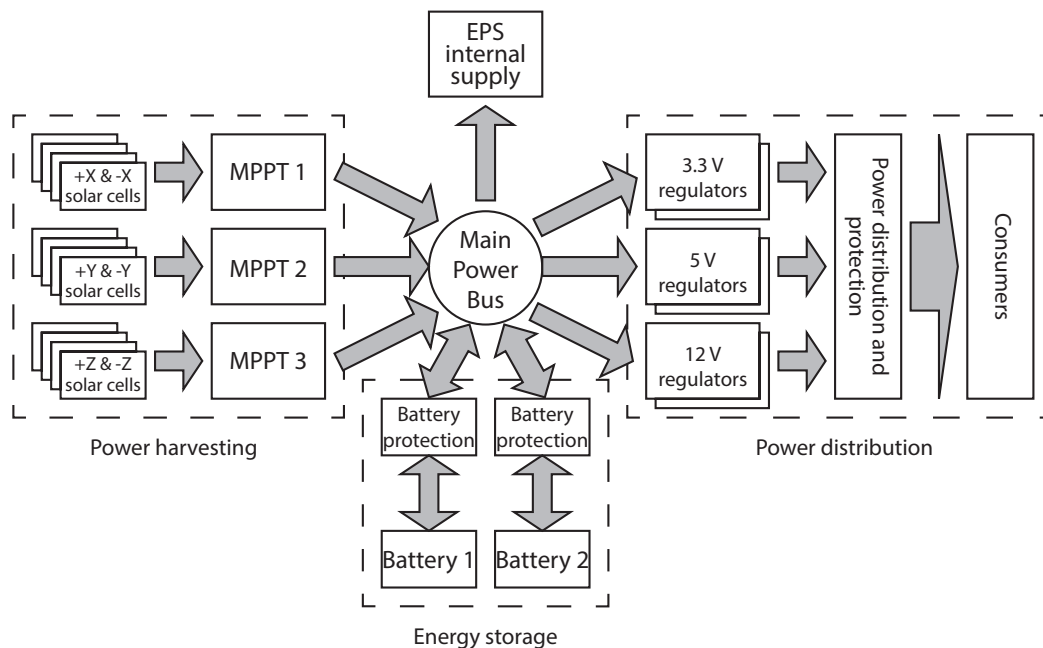 EPS
internal
supply
+X & -X
solar cells
MPPT 1
+Y & -Y
solar cells
MPPT 2
+Z & -Z
solar cells
MPPT 3
Power harvesting
Main
Power
Bus
Battery
protection
Battery
protection
Battery 1
Battery 2
Energy storage
3.3 V
regulators
5 V
regulators
12 V
regulators
Power distribution and
protection
Consumers
Power distribution